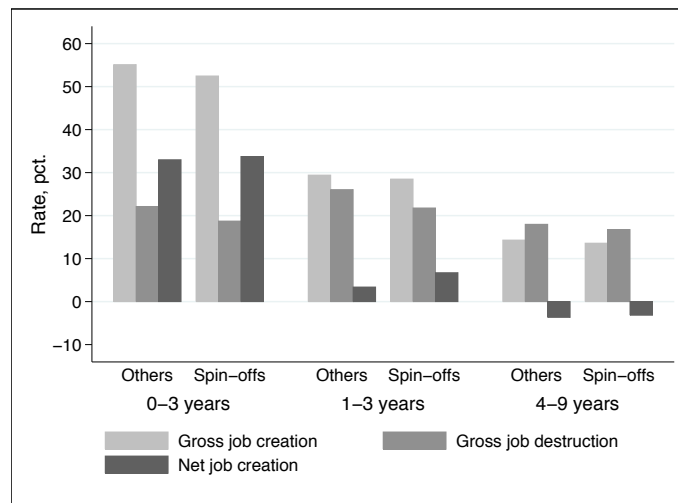 60
50
40
30
20
10
0
−10
Rate, pct.
Others Spin−offs Others Spin−offs Others Spin−offs
0−3 years 1−3 years 4−9 years
Gross job creation Gross job destruction
Net job creation